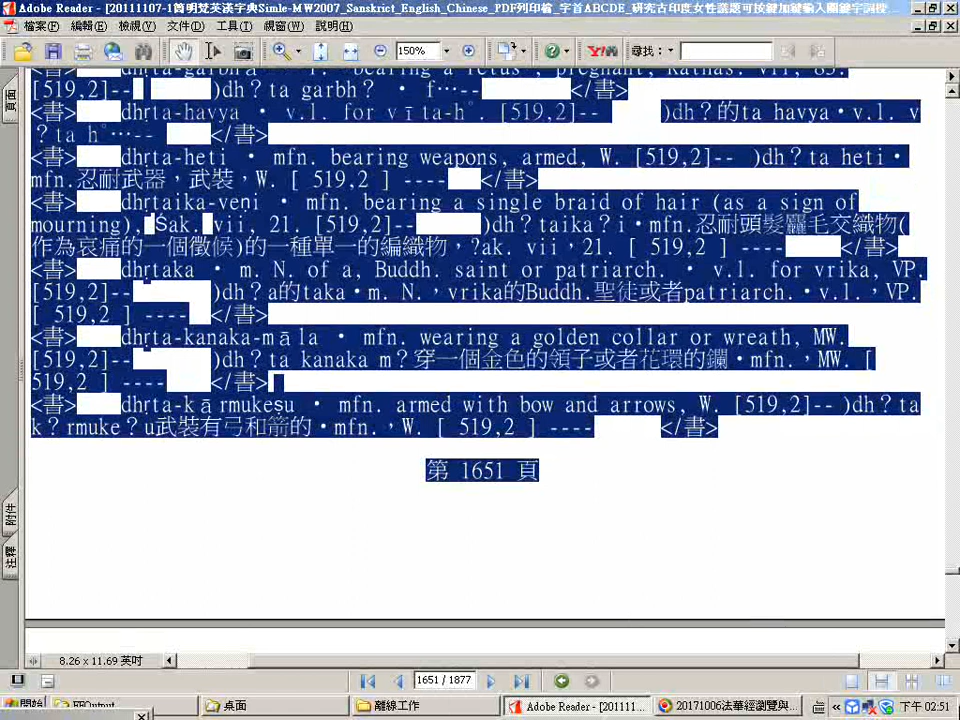 Adobe Reader - [20111107-1簡明梵英漢字典Simle-MW2007_Sanskrict_English_Chinese_PDF列印檔_字首ABCDE_研究古印度女性議題可按鍵加鍵輸入關鍵字詞搜
檔案(F) 編輯(E) 檢視(V) 文件(D) 工具(T) 視窗(W) 說明(H)
150% 尋找：
頁面
dhṛta-garbhā f. bearing a fetus , pregnant, Kathās. vii, 83.
[519,2]-- )dh？ta garbh？‧ f…-- </書>
<書> dhṛta-havya ‧ v.l. for vīta-h°. [519,2]-- )dh？的ta havya‧v.l. v
？ta h°…-- </書>
<書> dhṛta-heti ‧ mfn. bearing weapons, armed, W. [519,2]-- )dh？ta heti‧
mfn.忍耐武器，武裝，W. [ 519,2 ] ---- </書>
<書> dhṛtaika-veṇi ‧ mfn. bearing a single braid of hair (as a sign of
mourning), Śak. vii, 21. [519,2]-- )dh？taika？i‧mfn.忍耐頭髮靇毛交織物(
作為哀痛的一個徵候)的一種單一的編織物，?ak. vii，21. [ 519,2 ] ---- </書>
<書> dhṛtaka ‧ m. N. of a, Buddh. saint or patriarch. ‧ v.l. for vrika, VP.
[519,2]-- )dh？a的taka‧m. N.，vrika的Buddh.聖徒或者patriarch.‧v.l.，VP.
[ 519,2 ] ---- </書>
<書> dhṛta-kanaka-māla ‧ mfn. wearing a golden collar or wreath, MW.
[519,2]-- )dh？ta kanaka m？穿一個金色的領子或者花環的鑭‧mfn.，MW. [
519,2 ] ---- </書>
<書> dhṛta-kārmukeṣu ‧ mfn. armed with bow and arrows, W. [519,2]-- )dh？ta
k？rmuke？u武裝有弓和箭的‧mfn.，W. [ 519,2 ] ---- </書>
第 1651 頁
附件
注釋
8.26 x 11.69 英吋
1651 / 1877
開始 FFOutput 桌面 離線工作 Adobe Reader - [201... 20171006法華經瀏覽與... 下午 02:51